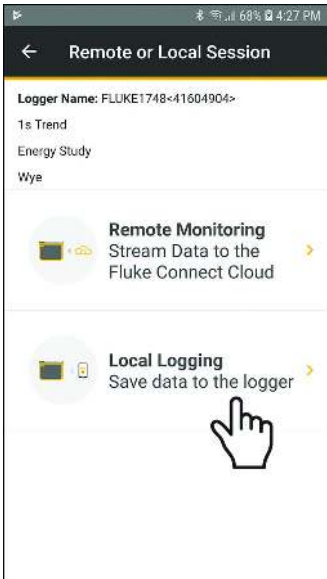 68% 4:27 PM
Remote or Local Session
Logger Name: FLUKE1748<41604904>
1s Trend
Energy Study
Wye
Remote Monitoring
Stream Data to the
Fluke Connect Cloud
Local Logging
Save data to the logger